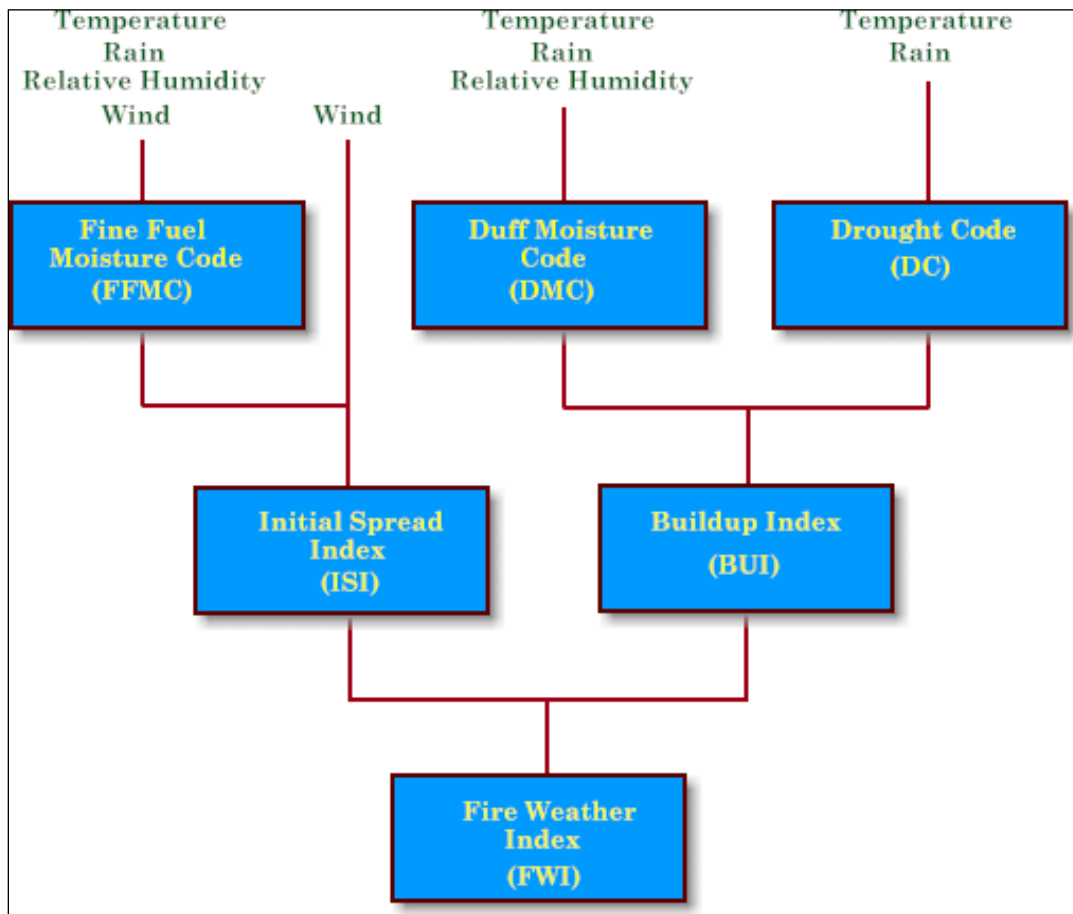 Temperature
Rain
Relative Humidity
Wind
Wind
Temperature
Rain
Relative Humidity
Temperature
Rain
Fine Fuel
Moisture Code
(FFMC)
Duff Moisture
Code
(DMC)
Drought Code
(DC)
Initial Spread
Index
(ISI)
Buildup Index
(BUI)
Fire Weather
Index
(FWI)